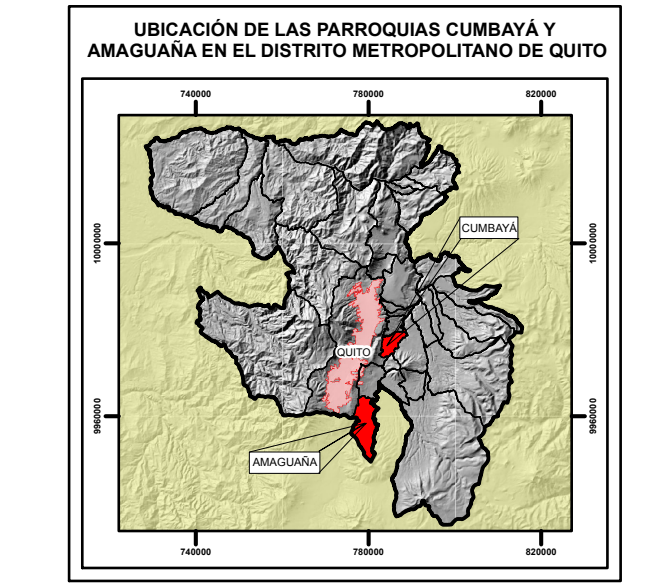 UBICACIÓN DE LAS PARROQUIAS CUMBAYÁ Y
AMAGUAÑA EN EL DISTRITO METROPOLITANO DE QUITO
740000
780000
820000
10000000
10000000
CUMBAYÁ
QUITO
9960000
9960000
AMAGUAÑA
740000
780000
820000